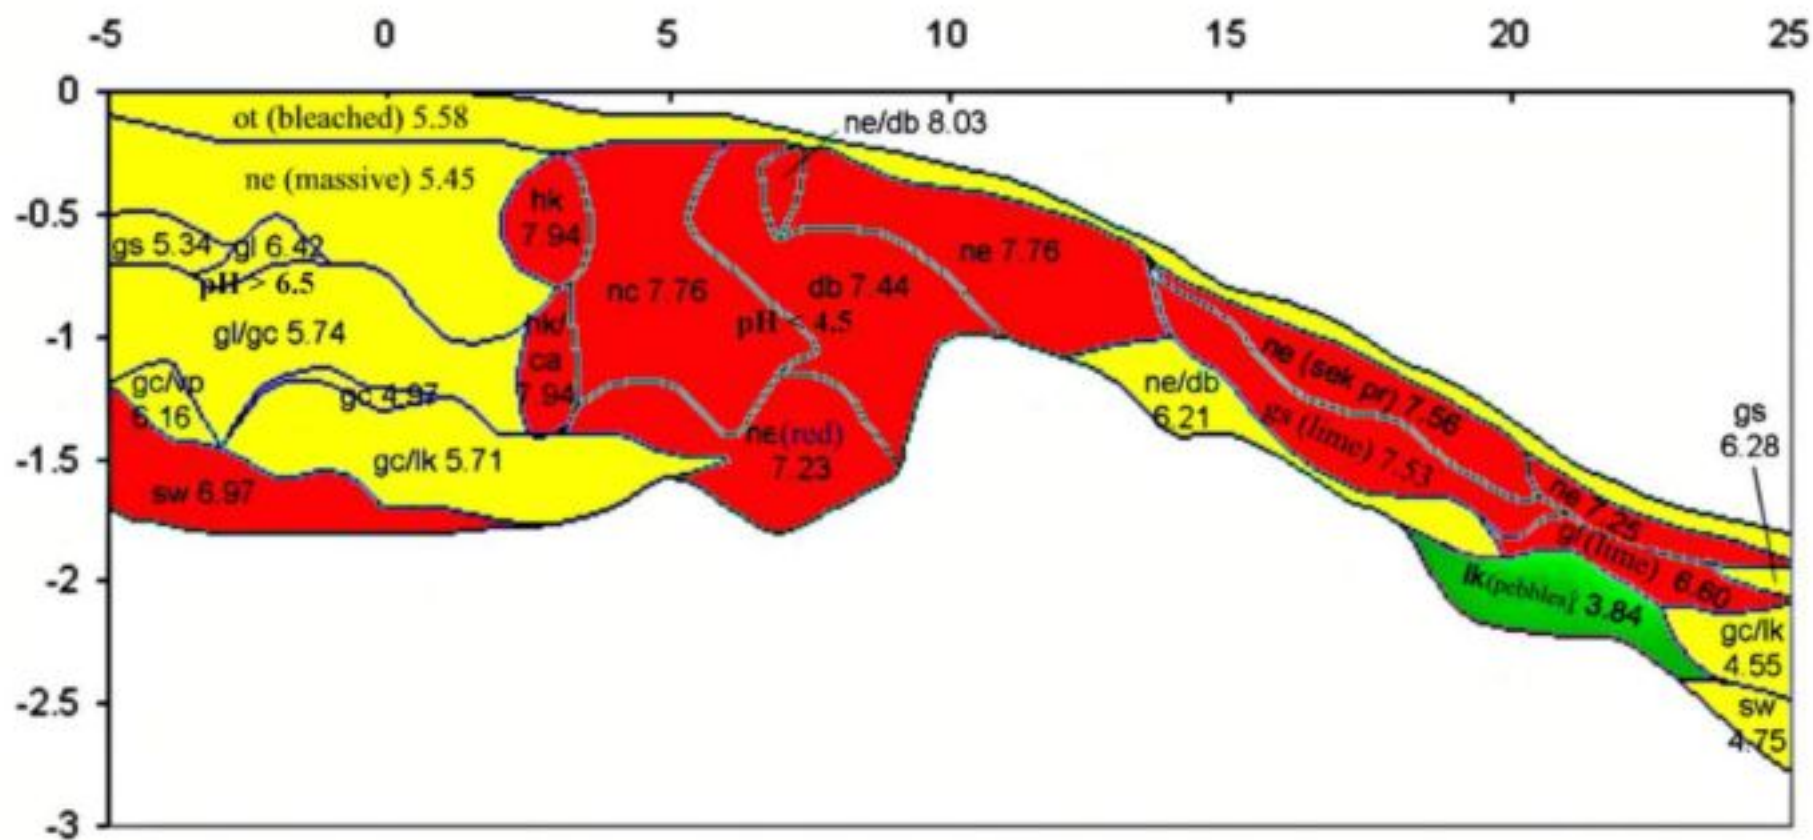 -5 0 5 10 15 20 25
0
-0.5
-1
-1.5
-2
-2.5
-3
ot (bleached) 5.58
ne/db 8.03
ne (massive) 5.45
hk
7.94
gs 5.34
gl 6.42
pH > 6.5
ne 7.76
nc 7.76
db 7.44
pH < 4.5
gl/gc 5.74
hk/
ca
7.94
gc/vp
6.16
gc 4.97
ne/db
6.21
ne (sek pr) 7.56
gs (lime) 7.53
gs
6.28
ne(red)
7.23
gc/lk 5.71
sw 6.97
ne 7.25
gl(lime) 6.60
lk(pebbles) 3.84
gc/lk
4.55
sw
4.75